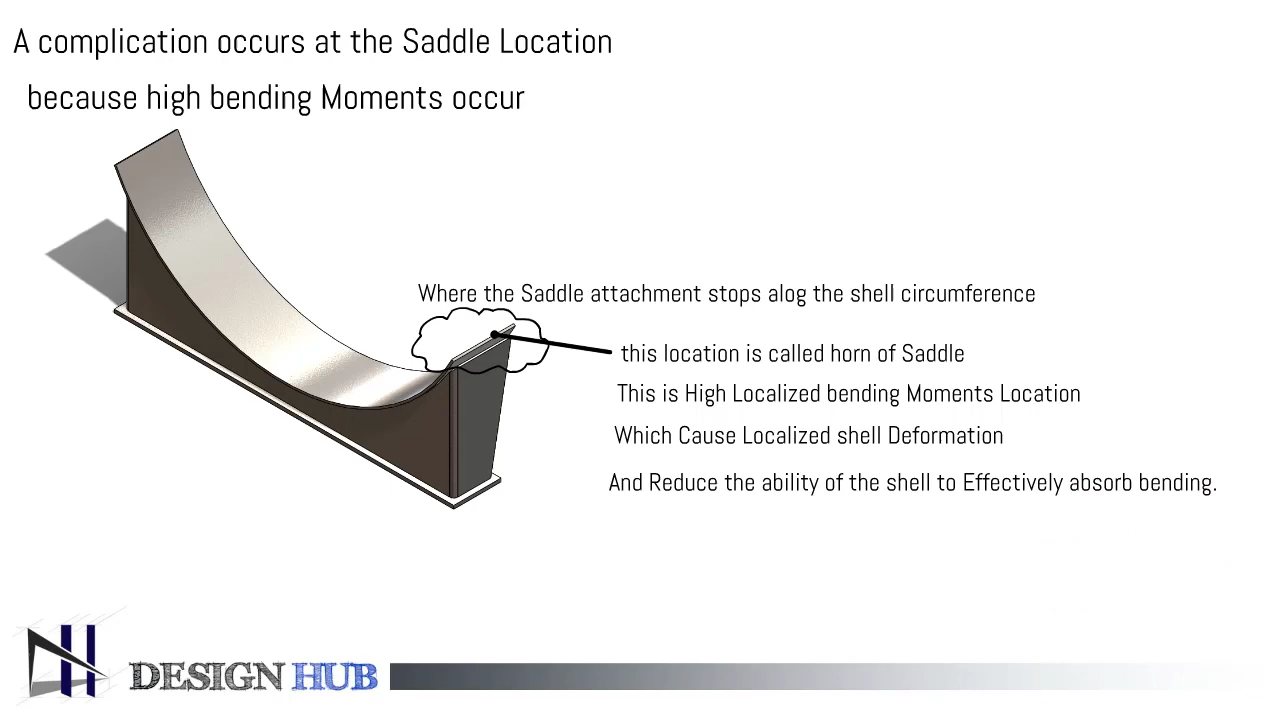 A complication occurs at the Saddle Location
because high bending Moments occur
Where the Saddle attachment stops alog the shell circumference
this location is called horn of Saddle
This is High Localized bending Moments Location
Which Cause Localized shell Deformation
And Reduce the ability of the shell to Effectively absorb bending.
DESIGN HUB